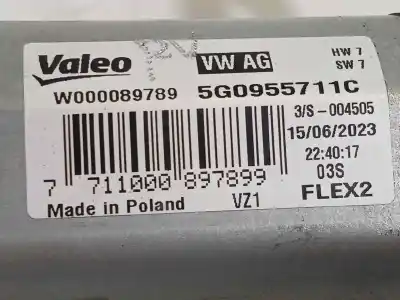 Valeo VW AG HW 7
SW 7
W000089789 5G0955711C
3/S - 004505
15/06/2023
22:40:17
7 711000 897899 03S
Made in Poland VZ1 FLEX2